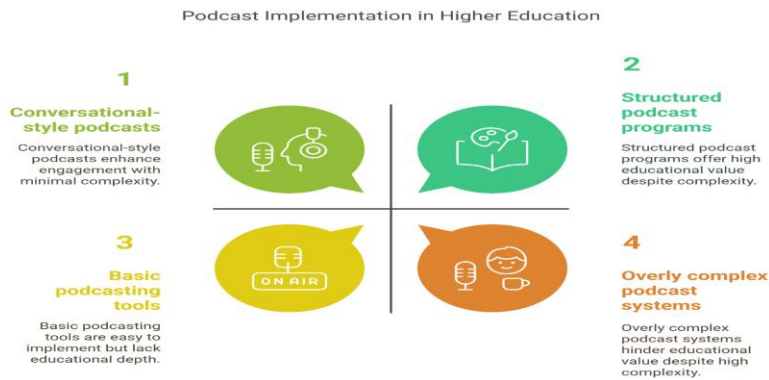 Podcast Implementation in Higher Education
1
Conversational-
style podcasts
Conversational-style
podcasts enhance
engagement with
minimal complexity.
2
Structured
podcast
programs
Structured podcast
programs offer high
educational value
despite complexity.
3
Basic
podcasting
tools
Basic podcasting
tools are easy to
implement but lack
educational depth.
ON AIR
4
Overly complex
podcast
systems
Overly complex
podcast systems
hinder educational
value despite high
complexity.